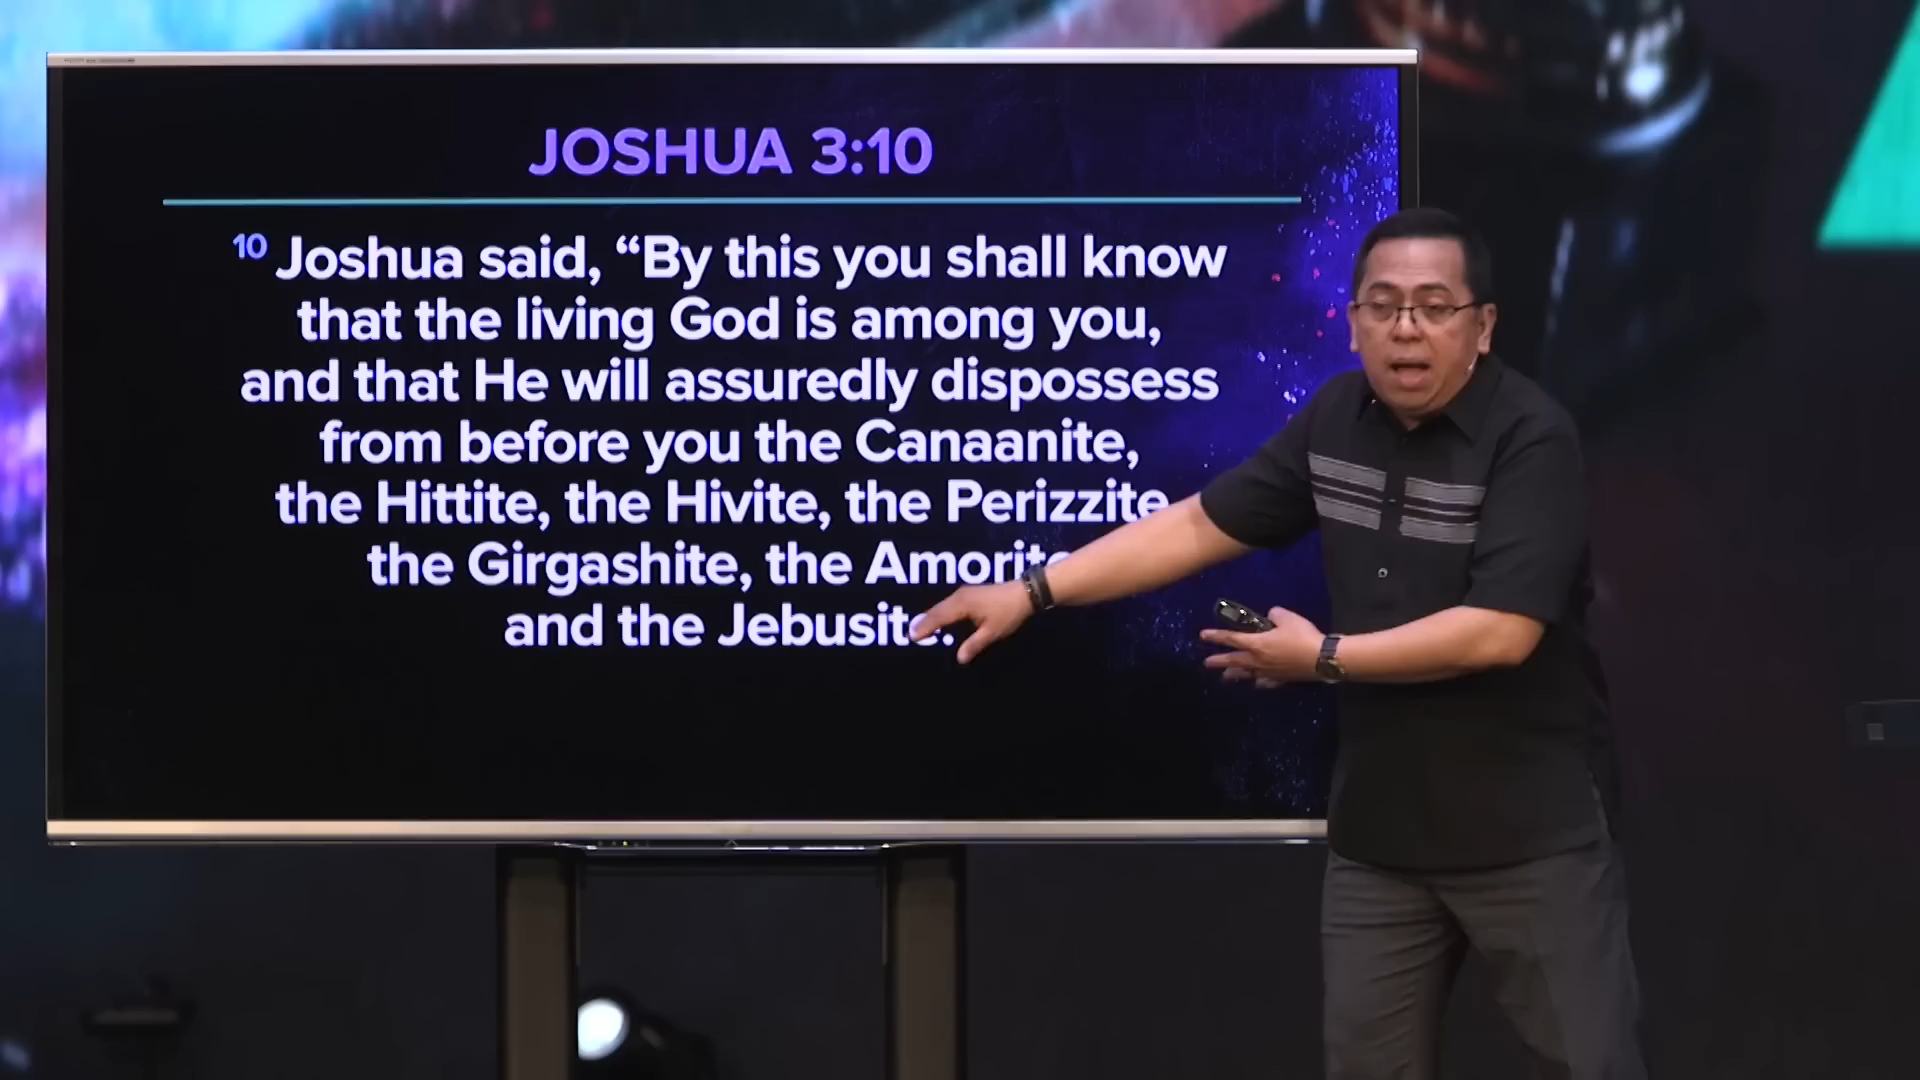 JOSHUA 3:10
10 Joshua said, “By this you shall know
that the living God is among you,
and that He will assuredly dispossess
from before you the Canaanite,
the Hittite, the Hivite, the Perizzite
the Girgashite, the Amorite
and the Jebusite.